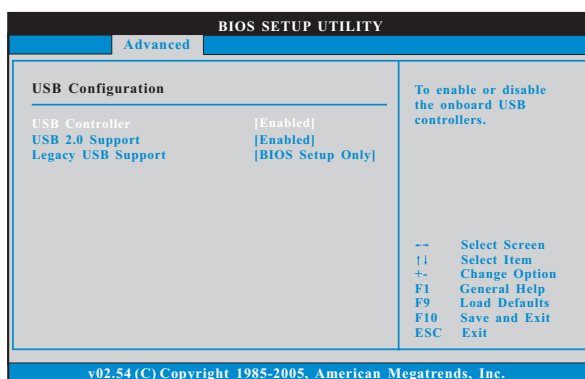 BIOS SETUP UTILITY
Advanced
USB Configuration
USB Controller [Enabled]
USB 2.0 Support [Enabled]
Legacy USB Support [BIOS Setup Only]
To enable or disable
the onboard USB
controllers.
←→ Select Screen
↑↓ Select Item
+- Change Option
F1 General Help
F9 Load Defaults
F10 Save and Exit
ESC Exit
v02.54 (C) Copyright 1985-2005, American Megatrends, Inc.